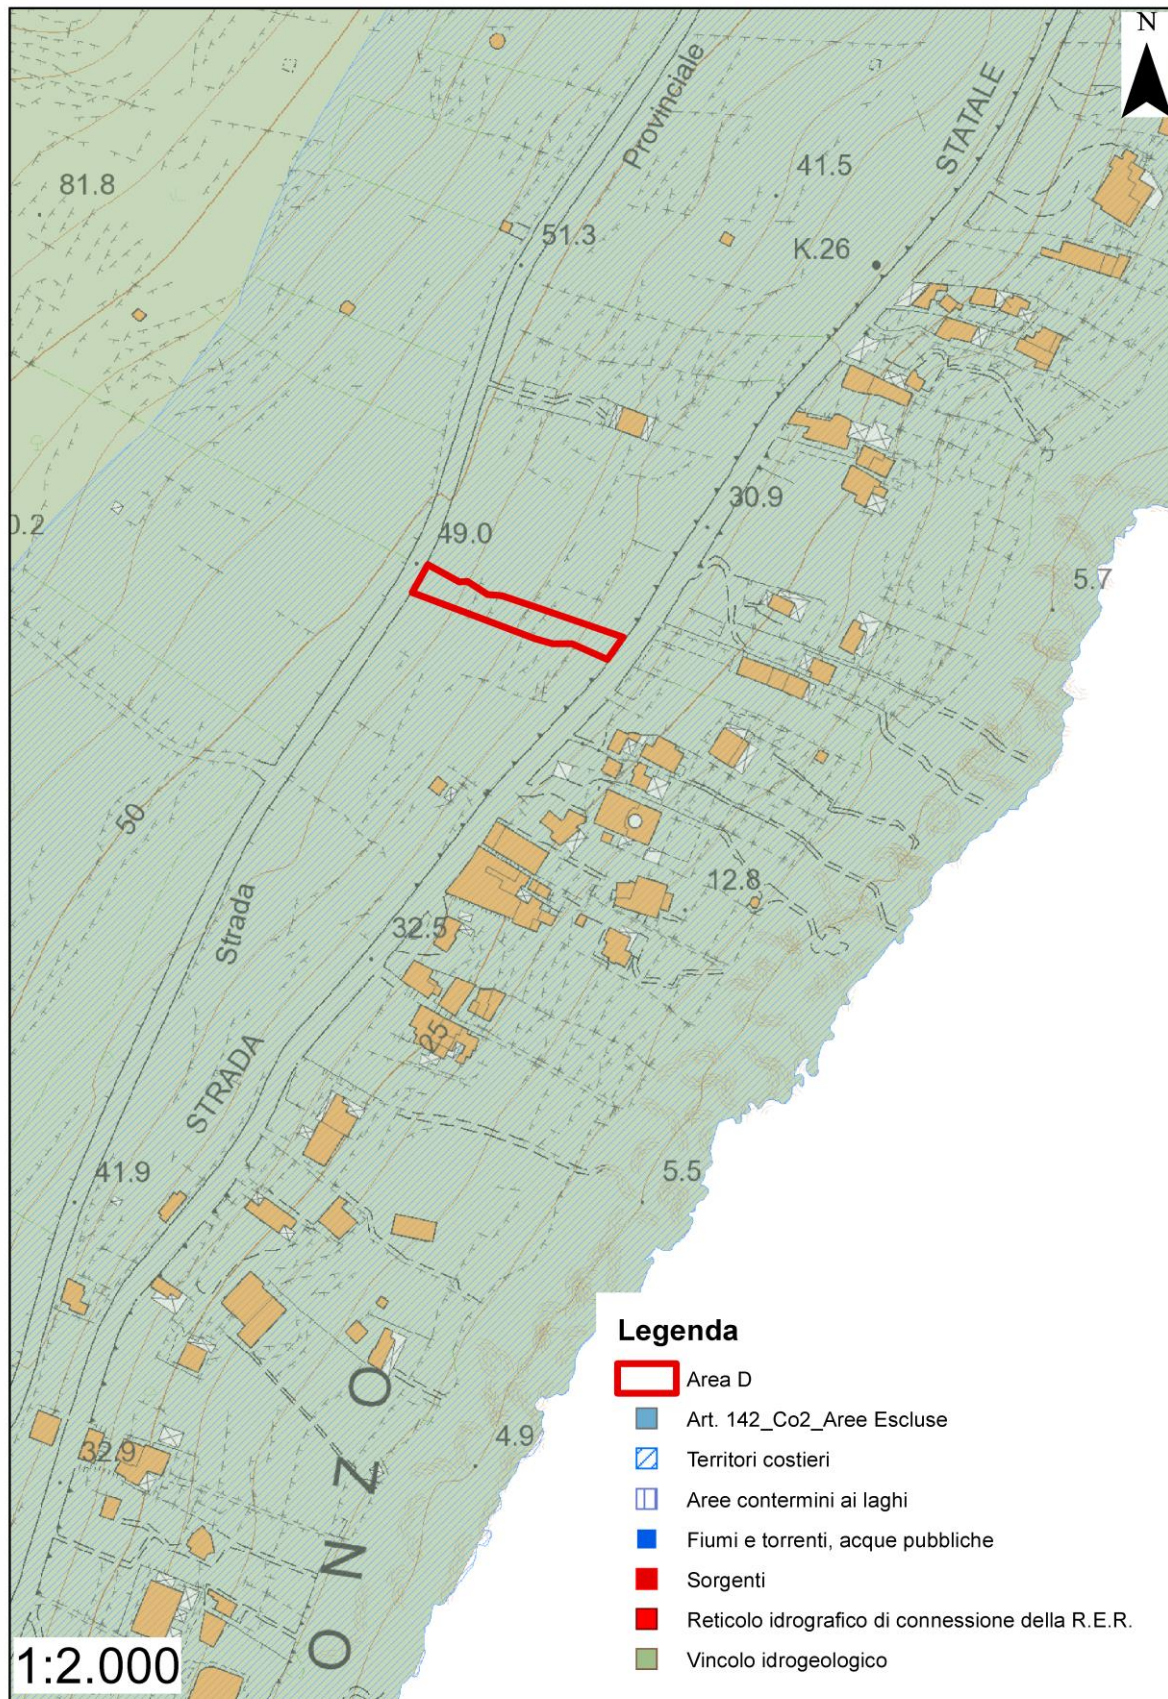 N
Provinciale
STATALE
81.8
41.5
51.3
K.26
30.9
0.2
49.0
5.7
50
12.8
Strada
32.5
25
STRADA
41.9
5.5
O
4.9
32.9
Z
N
O
Legenda
Area D
Art. 142_Co2_Aree Escluse
Territori costieri
Aree contermini ai laghi
Fiumi e torrenti, acque pubbliche
Sorgenti
Reticolo idrografico di connessione della R.E.R.
Vincolo idrogeologico
1:2.000